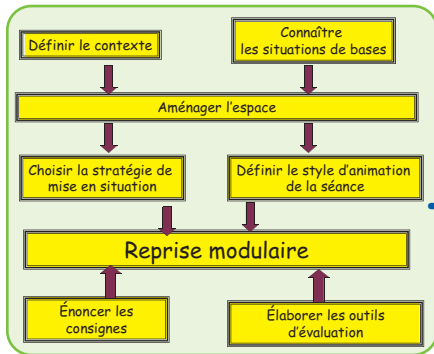 Définir le contexte
Connaître
les situations de bases
Aménager l'espace
Choisir la stratégie de
mise en situation
Définir le style d'animation
de la séance
Reprise modulaire
Énoncer les
consignes
Élaborer les outils
d'évaluation